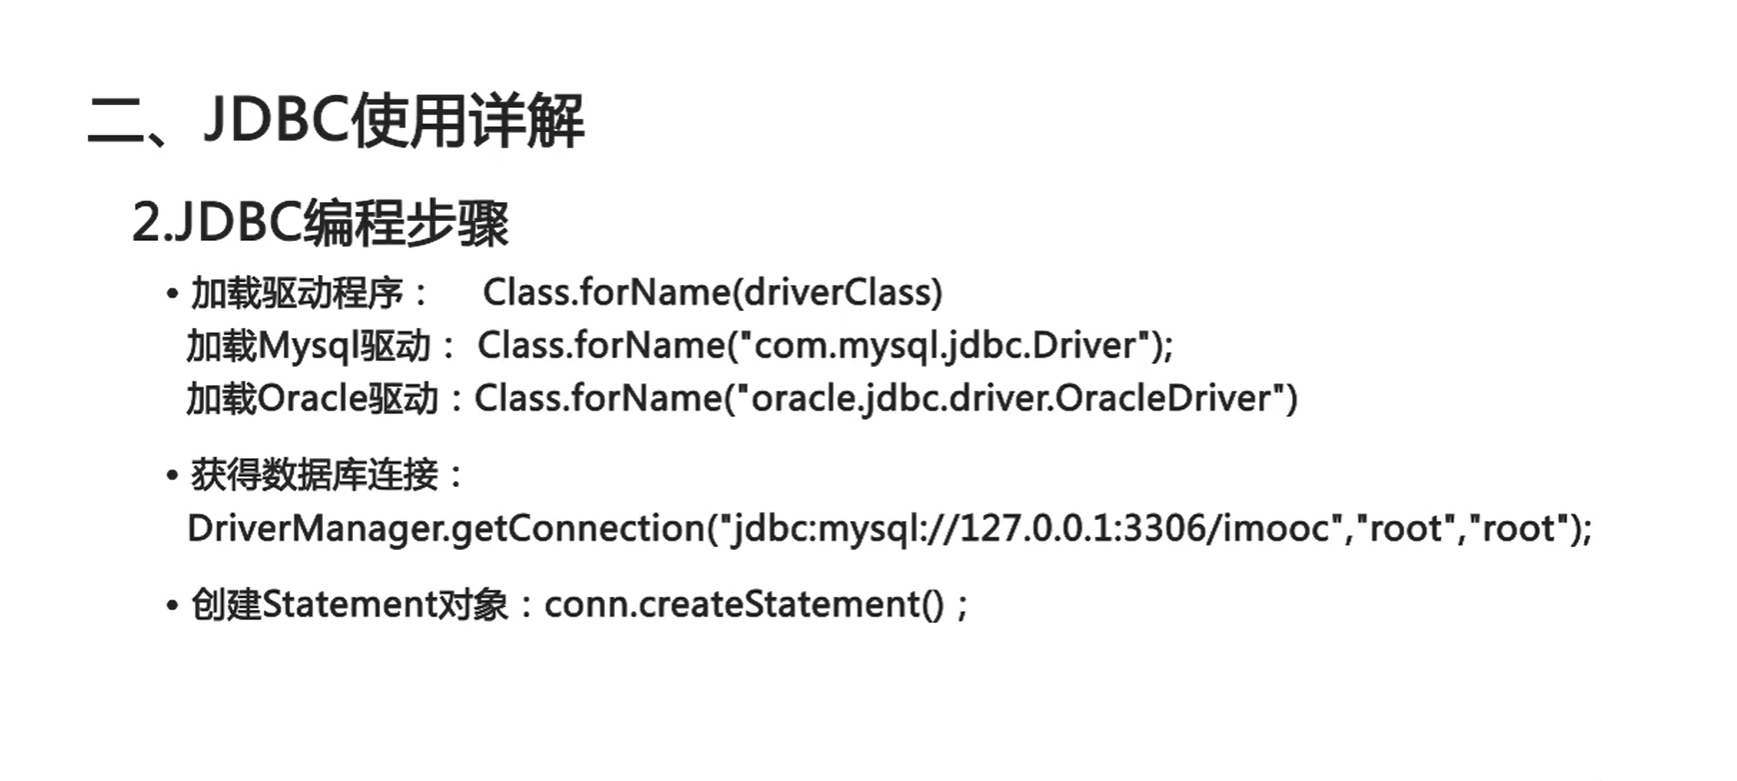 二、JDBC使用详解
2.JDBC编程步骤
• 加载驱动程序： Class.forName(driverClass)
加载Mysql驱动： Class.forName("com.mysql.jdbc.Driver");
加载Oracle驱动：Class.forName("oracle.jdbc.driver.OracleDriver")
• 获得数据库连接：
DriverManager.getConnection("jdbc:mysql://127.0.0.1:3306/imooc","root","root");
• 创建Statement对象：conn.createStatement()；